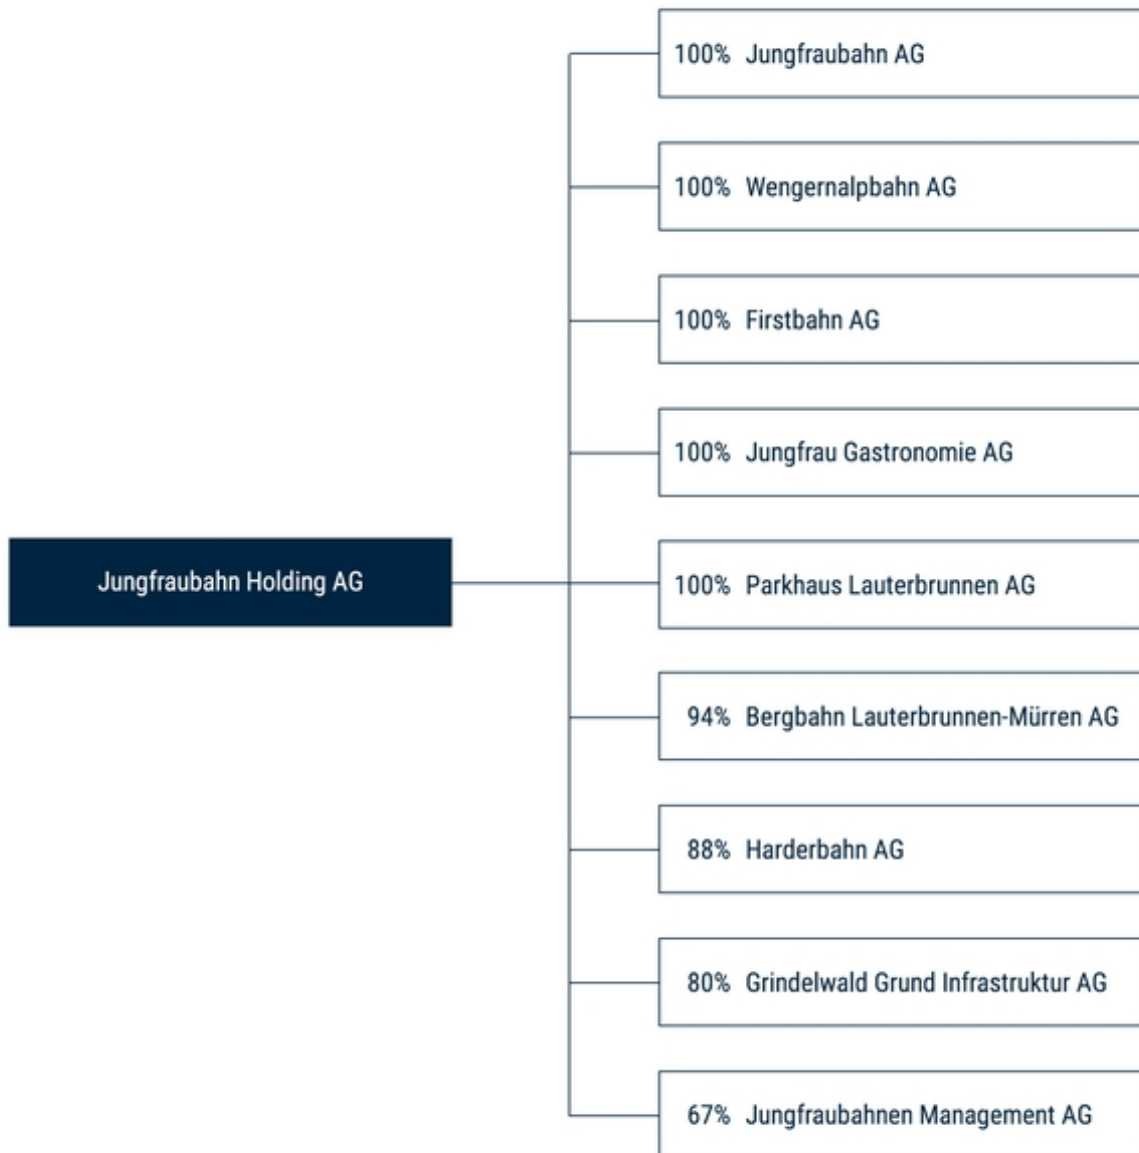 100% Jungfraubahn AG
100% Wengernalpbahn AG
100% Firstbahn AG
100% Jungfrau Gastronomie AG
Jungfraubahn Holding AG
100% Parkhaus Lauterbrunnen AG
94% Bergbahn Lauterbrunnen-Mürren AG
88% Harderbahn AG
80% Grindelwald Grund Infrastruktur AG
67% Jungfraubahnen Management AG